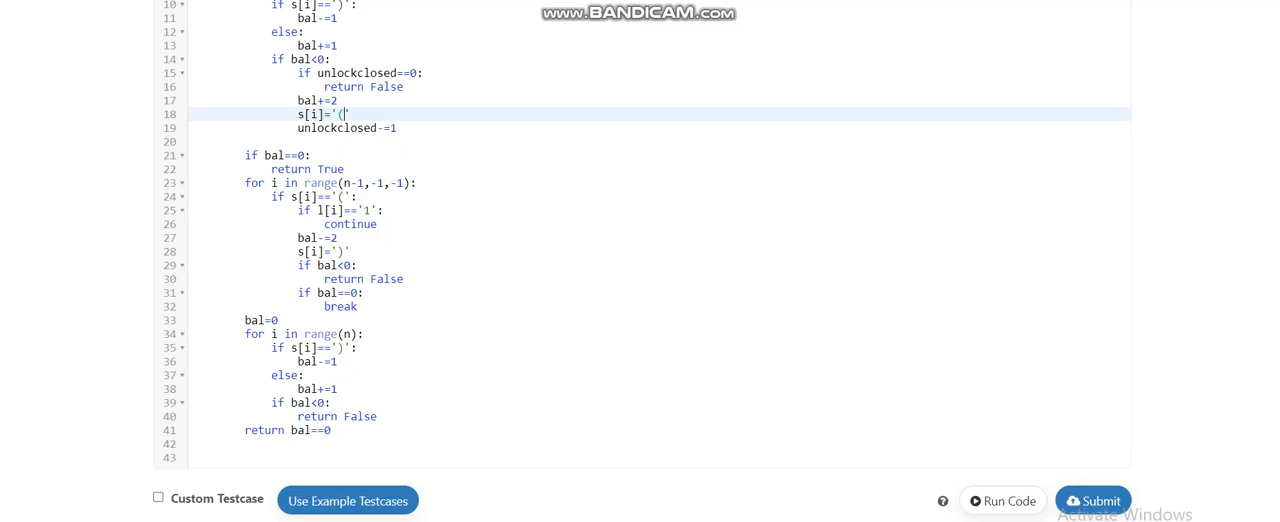 www.BANDICAM.com
10 if s[i]==')':
11 bal-=1
12 else:
13 bal+=1
14 if bal<0:
15 if unlockclosed==0:
16 return False
17 bal+=2
18 s[i]='('
19 unlockclosed-=1
20
21 if bal==0:
22 return True
23 for i in range(n-1,-1,-1):
24 if s[i]=='(':
25 if l[i]=='1':
26 continue
27 bal-=2
28 s[i]=')'
29 if bal<0:
30 return False
31 if bal==0:
32 break
33 bal=0
34 for i in range(n):
35 if s[i]==')':
36 bal-=1
37 else:
38 bal+=1
39 if bal<0:
40 return False
41 return bal==0
42
43
Custom Testcase Use Example Testcases Run Code Submit
Activate Windows